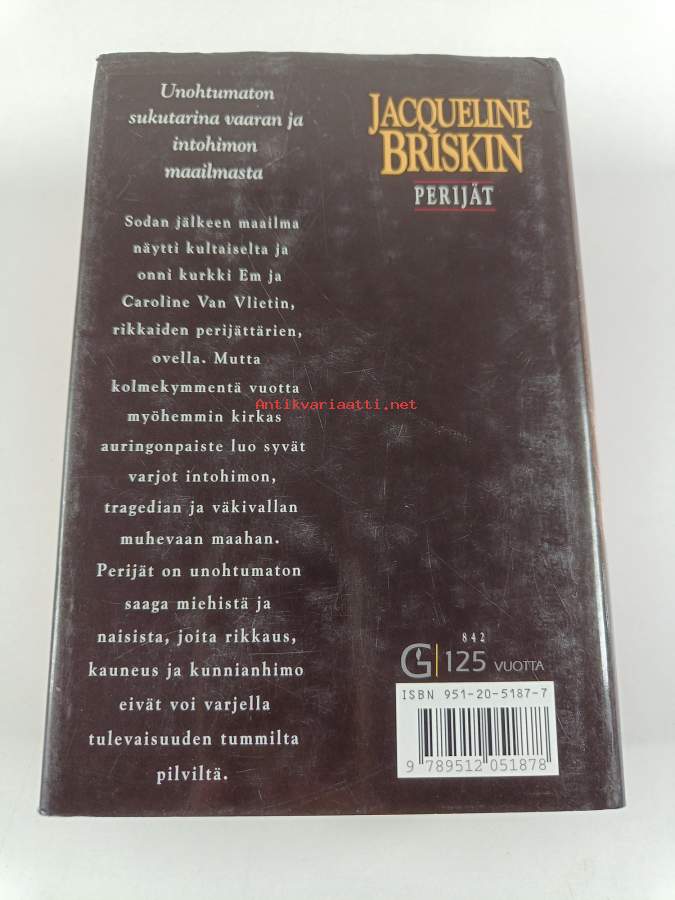 Unohtumaton
sukutarina vaaran ja
intohimon
maailmasta
Sodan jälkeen maailma
näytti kultaiselta ja
onni kurkki Em ja
Caroline Van Vlietin,
rikkaiden perijättärien,
ovella. Mutta
kolmekymmentä vuotta
myöhemmin kirkas
auringonpaiste luo syvät
varjot intohimon,
tragedian ja väkivallan
muhevaan maahan.
Perijät on unohtumaton
saaga miehistä ja
naisista, joita rikkaus,
kauneus ja kunnianhimo
eivät voi varjella
tulevaisuuden tummilta
pilviltä.
JACQUELINE
BRISKIN
PERIJÄT
Antikvariaatti.net
842
G 125 VUOTTA
ISBN 951-20-5187-7
9 789512 051878